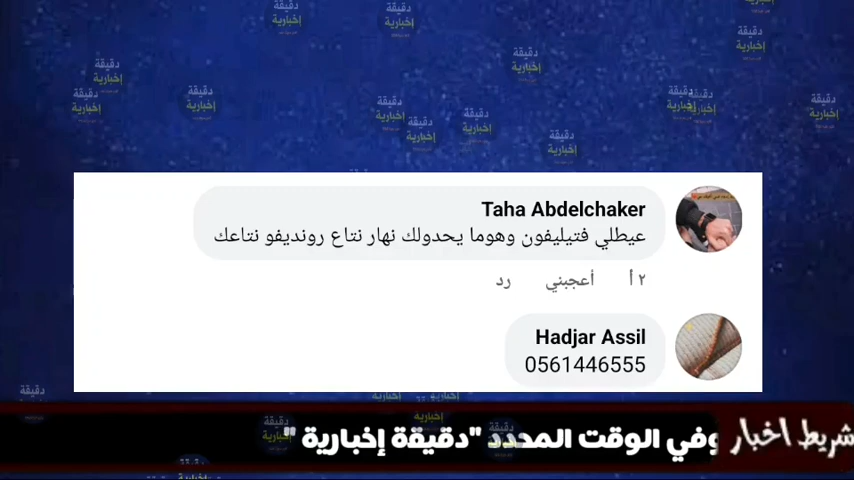 دقيقة
إخبارية
Taha Abdelchaker
عيطلي فتيليفون وهوما يحدولك نهار نتاع رونديفو نتاعك
٢ أ أعجبني رد
Hadjar Assil
0561446555
شريط اخبار
وفي الوقت المحدد "دقيقة إخبارية "